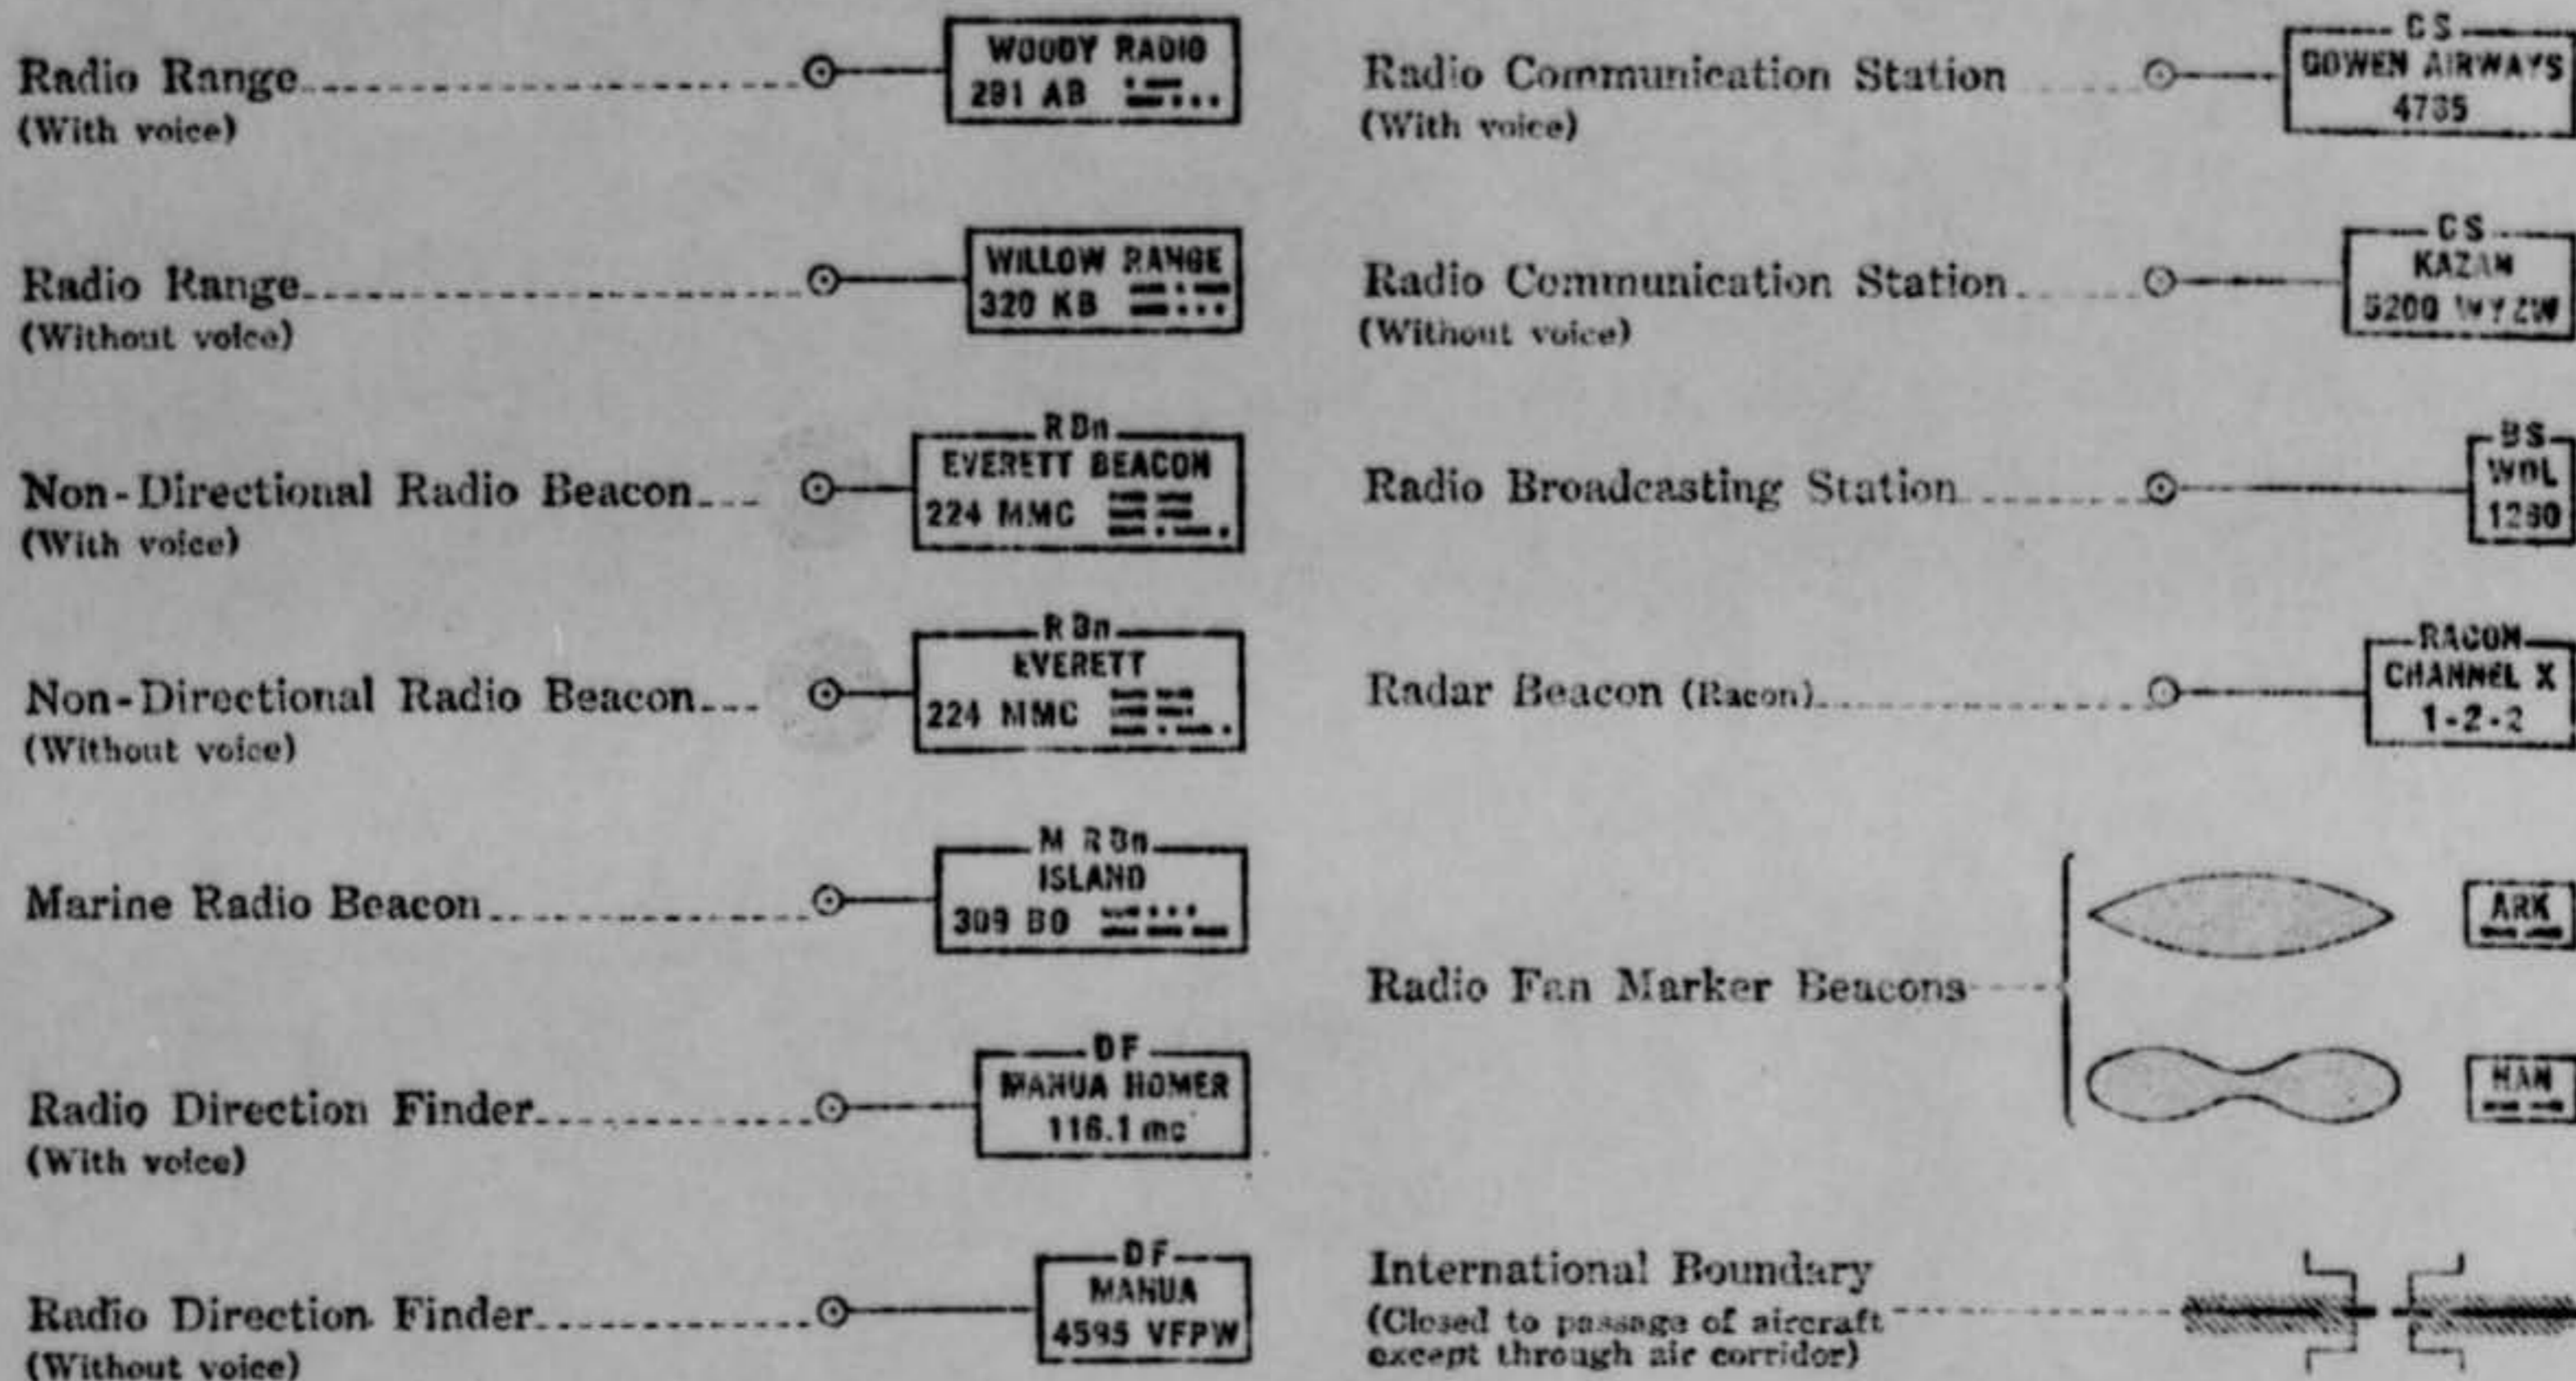 Radio Range
(With voice)
WOODY RADIO
291 AB
Radio Range
(Without voice)
WILLOW RANGE
320 KB
Non-Directional Radio Beacon
(With voice)
RBn
EVERETT BEACON
224 MMC
Non-Directional Radio Beacon
(Without voice)
RBn
EVERETT
224 MMC
Marine Radio Beacon
M RBn
ISLAND
309 BO
Radio Direction Finder
(With voice)
DF
MANUA HOMER
116.1 mc
Radio Direction Finder
(Without voice)
DF
MANUA
4595 VFPW
Radio Communication Station
(With voice)
CS
GOWEN AIRWAYS
4735
Radio Communication Station
(Without voice)
CS
KAZAN
5200 WYZW
Radio Broadcasting Station
BS
Radar Beacon (Racon)
RACON
CHANNEL X
1-2-2
Radio Fan Marker Beacons
ARK
International Boundary
(Closed to passage of aircraft
except through air corridor)